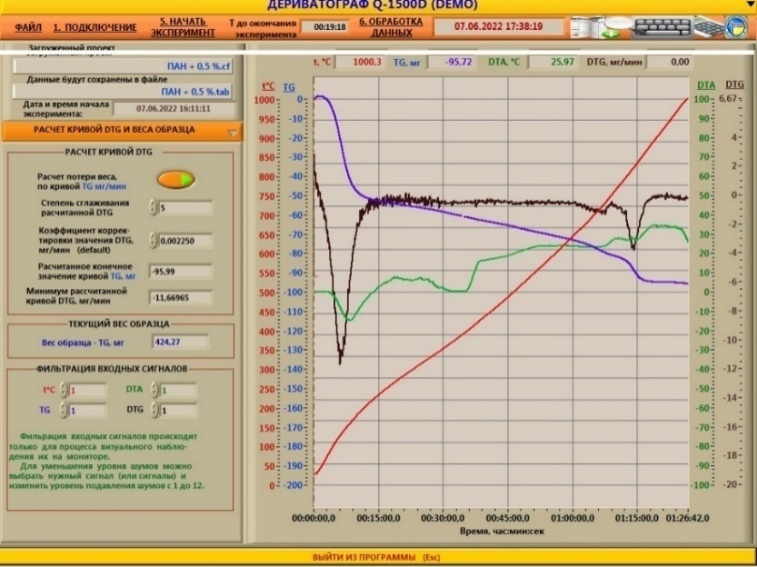 ДЕРИВАТОГРАФ Q-1500D (DEMO)
ФАЙЛ 1. ПОДКЛЮЧЕНИЕ 5. НАЧАТЬ ЭКСПЕРИМЕНТ Т до окончания эксперимента 00:19:18 6. ОБРАБОТКА ДАННЫХ 07.06.2022 17:38:19
Загруженный проект
ПАН + 0,5 %.cf
Данные будут сохранены в файле
ПАН + 0,5 %.tab
Дата и время начала эксперимента: 07.06.2022 16:11:11
РАСЧЕТ КРИВОЙ DTG И ВЕСА ОБРАЗЦА
РАСЧЕТ КРИВОЙ DTG
Расчет потери веса,
по кривой TG мг/мин
Степень сглаживания
расчитанной DTG 5
Коэффициент коррек-
тировки значения DTG,
мг/мин (default) 0,002250
Расчитанное конечное
значение кривой TG, мг -95,99
Минимум рассчитанной
кривой DTG, мг/мин -11,66965
ТЕКУЩИЙ ВЕС ОБРАЗЦА
Вес образца - TG, мг 424,27
ФИЛЬТРАЦИЯ ВХОДНЫХ СИГНАЛОВ
t°C 1 DTA 1
TG 1 DTG 1
Фильрация входных сигналов происходит
только для процесса визуального наблю-
дения их на мониторе.
Для уменьшения уровня шумов можно
выбрать нужный сигнал (или сигналы) и
изменить уровень подавления шумов с 1 до 12.
t, °C 1000,3 TG, мг -95,72 DTA, °C 25,97 DTG, мг/мин 0,00
t°C TG DTA DTG
1000 0 100 6,67
950 -10 90
900 -20 80 4
850 -30 70
800 -40 60 2
750 -50 50
700 -60 40 0
650 -70 30
600 -80 20 -2
550 -90 10 -4
500 -100 0
450 -110 -10 -6
400 -120 -20 -8
350 -130 -30
300 -140 -40 -10
250 -150 -50 -12
200 -160 -60
150 -170 -70 -14
100 -180 -80 -16
50 -190 -90 -18
0 -200 -100 -20
00:00:00,0 00:15:00,0 00:30:00,0 00:45:00,0 01:00:00,0 01:15:00,0 01:26:42,0
Время, час:мин:сек
ВЫЙТИ ИЗ ПРОГРАММЫ (Esc)